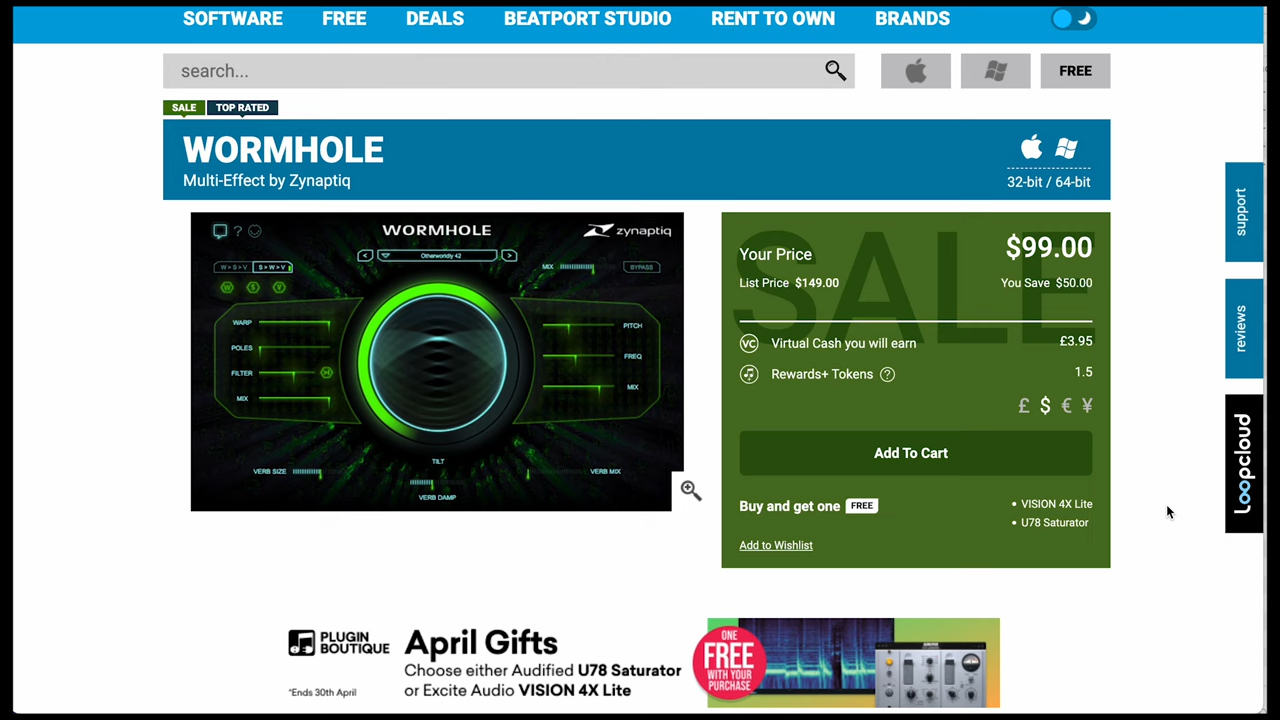 SOFTWARE FREE DEALS BEATPORT STUDIO RENT TO OWN BRANDS
search...
FREE
SALE TOP RATED
WORMHOLE
Multi-Effect by Zynaptiq
32-bit / 64-bit
support
reviews
loopcloud
? WORMHOLE zynaptiq
Otherworldly 42
W>S>V S>W>V
MIX
BYPASS
W S V
WARP
POLES
FILTER
MIX
PITCH
FREQ
MIX
TILT
VERB SIZE
VERB MIX
VERB DAMP
SALE
Your Price $99.00
List Price $149.00 You Save $50.00
VC Virtual Cash you will earn £3.95
Rewards+ Tokens ? 1.5
£ $ € ¥
Add To Cart
Buy and get one FREE
• VISION 4X Lite
• U78 Saturator
Add to Wishlist
PLUGIN
BOUTIQUE
*Ends 30th April
April Gifts
Choose either Audified U78 Saturator
or Excite Audio VISION 4X Lite
ONE
FREE
WITH YOUR
PURCHASE